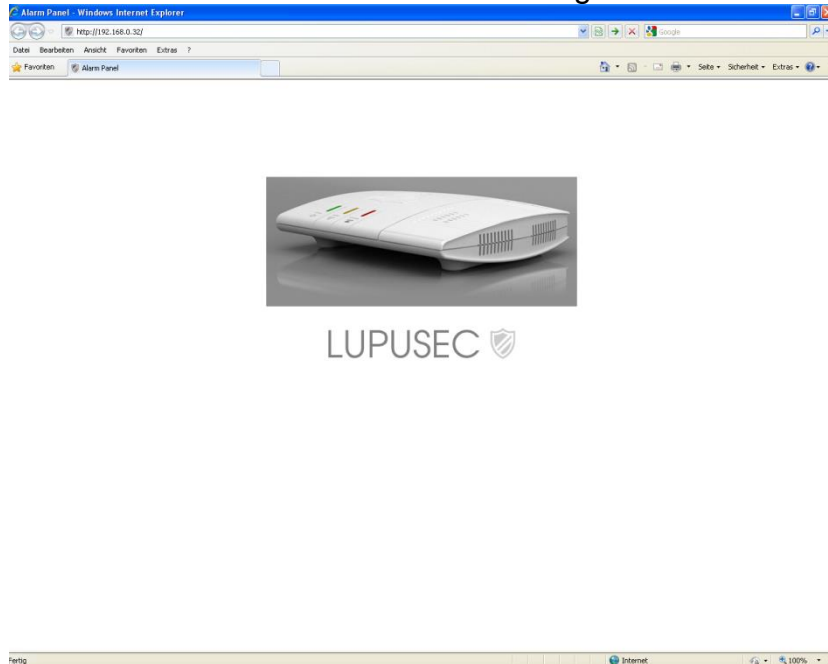 Alarm Panel - Windows Internet Explorer
http://192.168.0.32/
Google
Datei Bearbeiten Ansicht Favoriten Extras ?
Favoriten Alarm Panel Seite Sicherheit Extras
LUPUSEC
Fertig Internet 100%